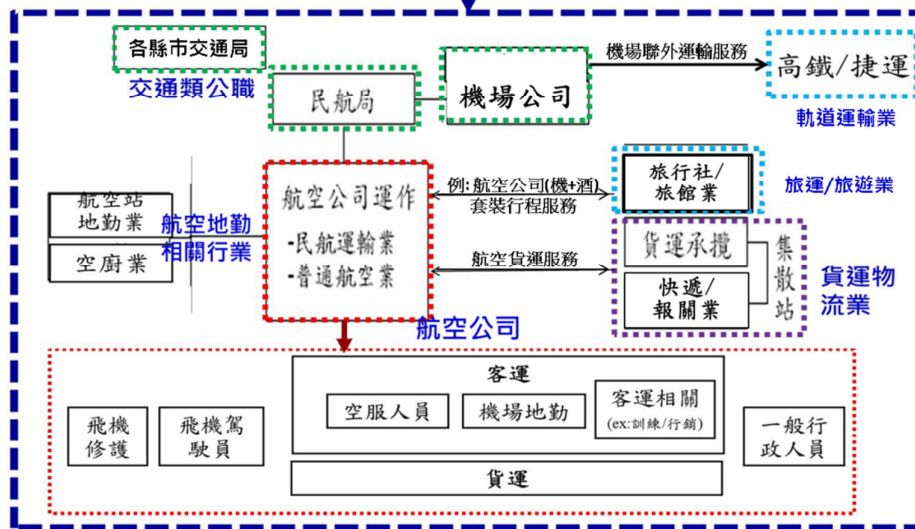 各縣市交通局
交通類公職
民航局
機場公司
機場聯外運輸服務
高鐵/捷運
軌道運輸業
航空站
地勤業
空廚業
航空地勤
相關行業
航空公司運作
-民航運輸業
-普通航空業
例: 航空公司(機+酒)
套裝行程服務
旅行社/
旅館業
旅運/旅遊業
航空貨運服務
貨運承攬
快遞/
報關業
集散站
貨運物
流業
航空公司
飛機
修護
飛機駕
駛員
客運
空服人員
機場地勤
客運相關
(ex:訓練/行銷)
貨運
一般行
政人員